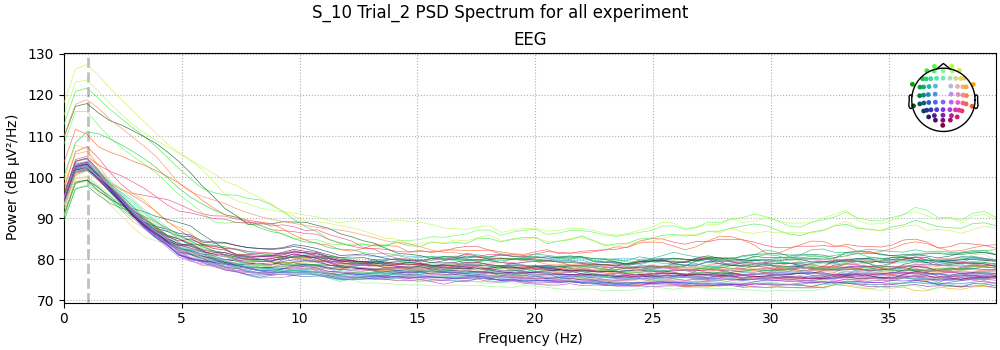 S_10 Trial_2 PSD Spectrum for all experiment
EEG
130
120
110
100
90
80
70
Power (dB µV²/Hz)
0 5 10 15 20 25 30 35
Frequency (Hz)